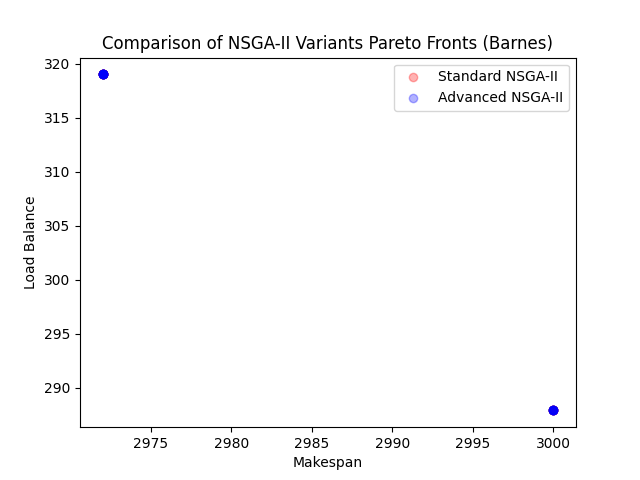 Comparison of NSGA-II Variants Pareto Fronts (Barnes)
320
Standard NSGA-II
Advanced NSGA-II
315
310
305
300
295
290
Load Balance
2975
2980
2985
2990
2995
3000
Makespan